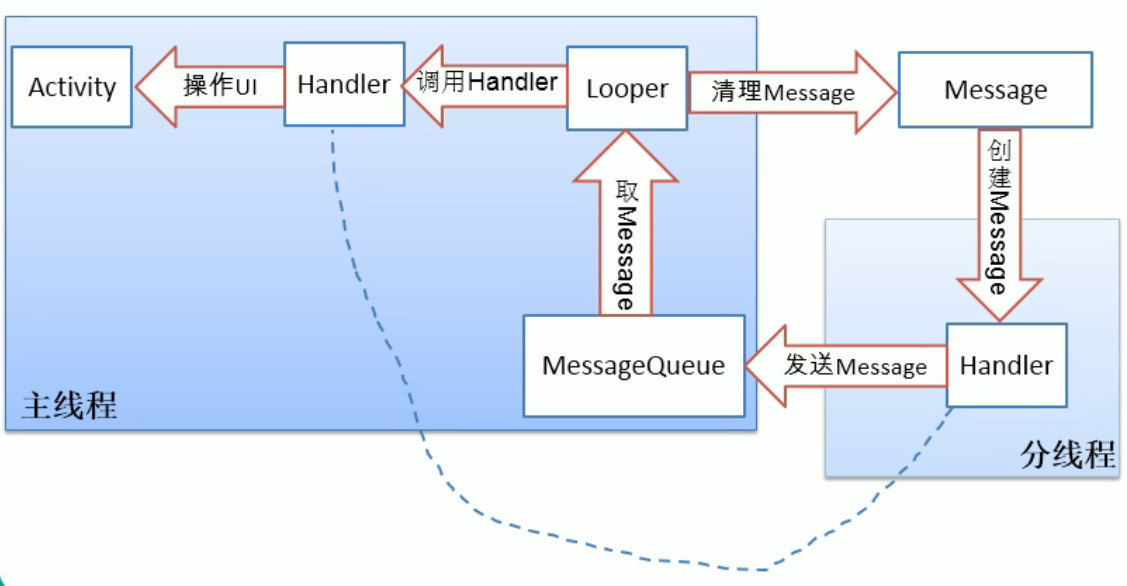 Activity
操作UI
Handler
调用Handler
Looper
清理Message
Message
创建Message
取Message
MessageQueue
发送Message
Handler
主线程
分线程